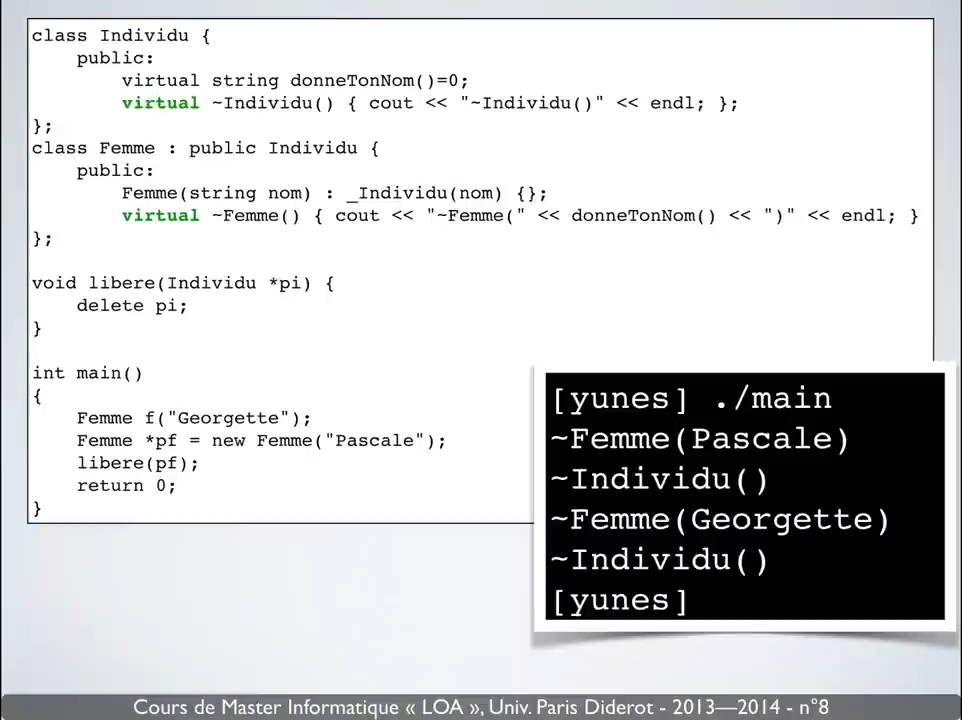 class Individu {
    public:
        virtual string donneTonNom()=0;
        virtual ~Individu() { cout << "~Individu()" << endl; };
};
class Femme : public Individu {
    public:
        Femme(string nom) : _Individu(nom) {};
        virtual ~Femme() { cout << "~Femme(" << donneTonNom() << ")" << endl; }
};
void libere(Individu *pi) {
    delete pi;
}
int main()
{
    Femme f("Georgette");
    Femme *pf = new Femme("Pascale");
    libere(pf);
    return 0;
}
[yunes] ./main
~Femme(Pascale)
~Individu()
~Femme(Georgette)
~Individu()
[yunes]
Cours de Master Informatique « LOA », Univ. Paris Diderot - 2013—2014 - n°8